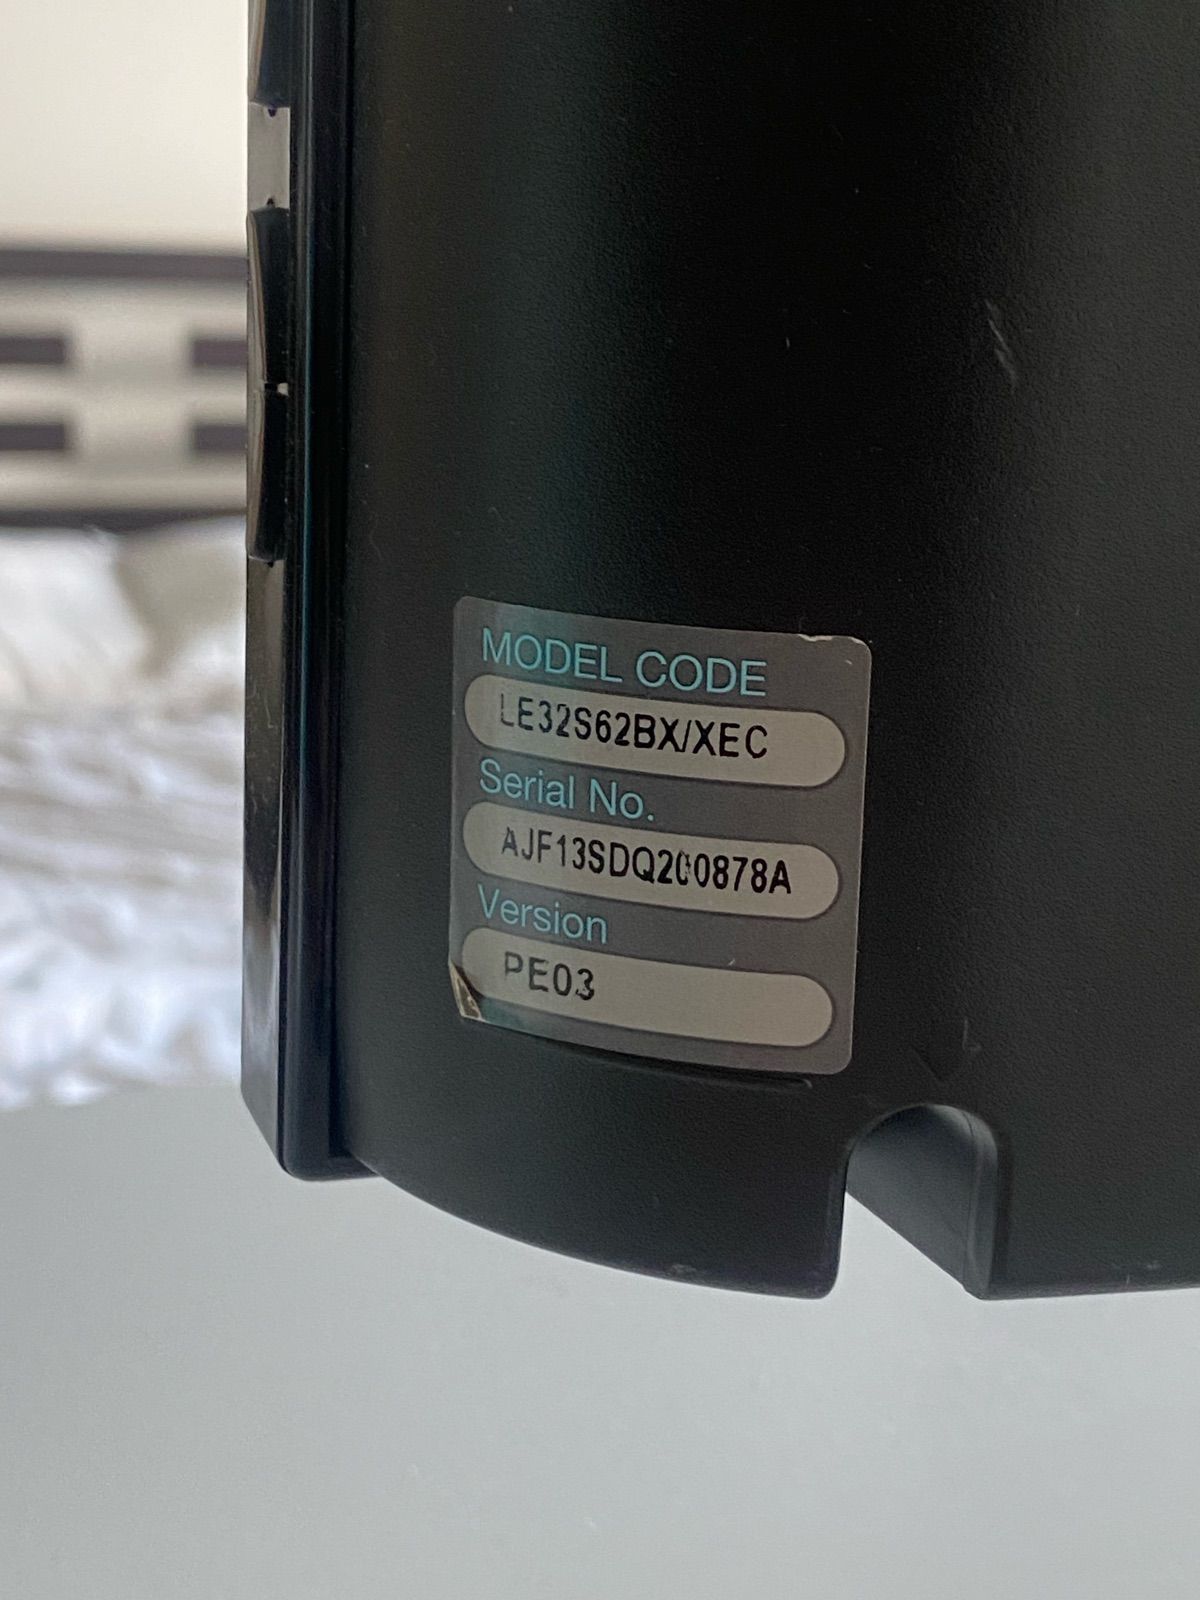 MODEL CODE
LE32S62BX/XEC
Serial No.
AJF13SDQ200878A
Version
PE03